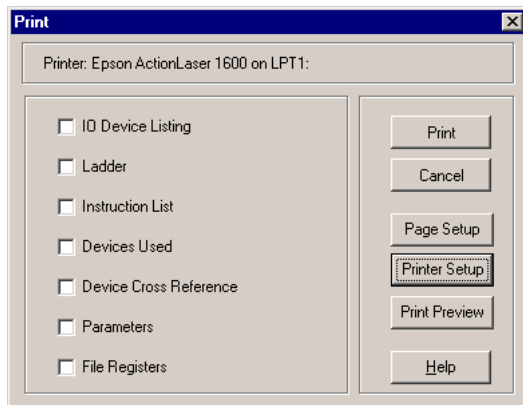 Print
Printer: Epson ActionLaser 1600 on LPT1:
IO Device Listing
Ladder
Instruction List
Devices Used
Device Cross Reference
Parameters
File Registers
Print
Cancel
Page Setup
Printer Setup
Print Preview
Help